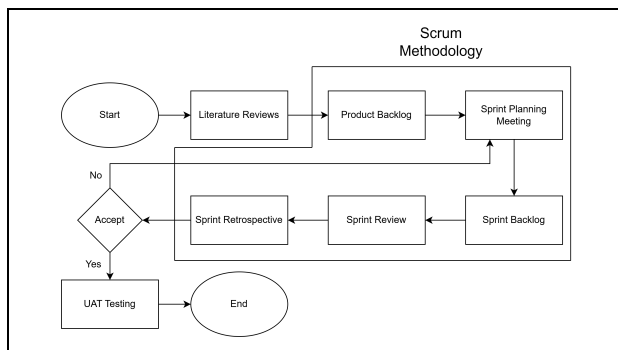 Scrum
Methodology
Start
Literature Reviews
Product Backlog
Sprint Planning
Meeting
No
Accept
Sprint Retrospective
Sprint Review
Sprint Backlog
Yes
UAT Testing
End